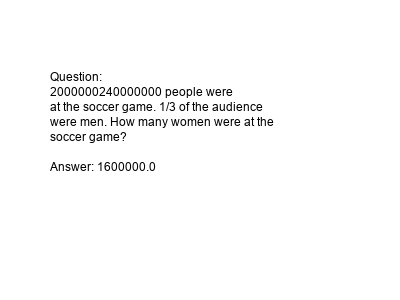 Question:
2000000240000000 people were
at the soccer game. 1/3 of the audience
were men. How many women were at the
soccer game?
Answer: 1600000.0